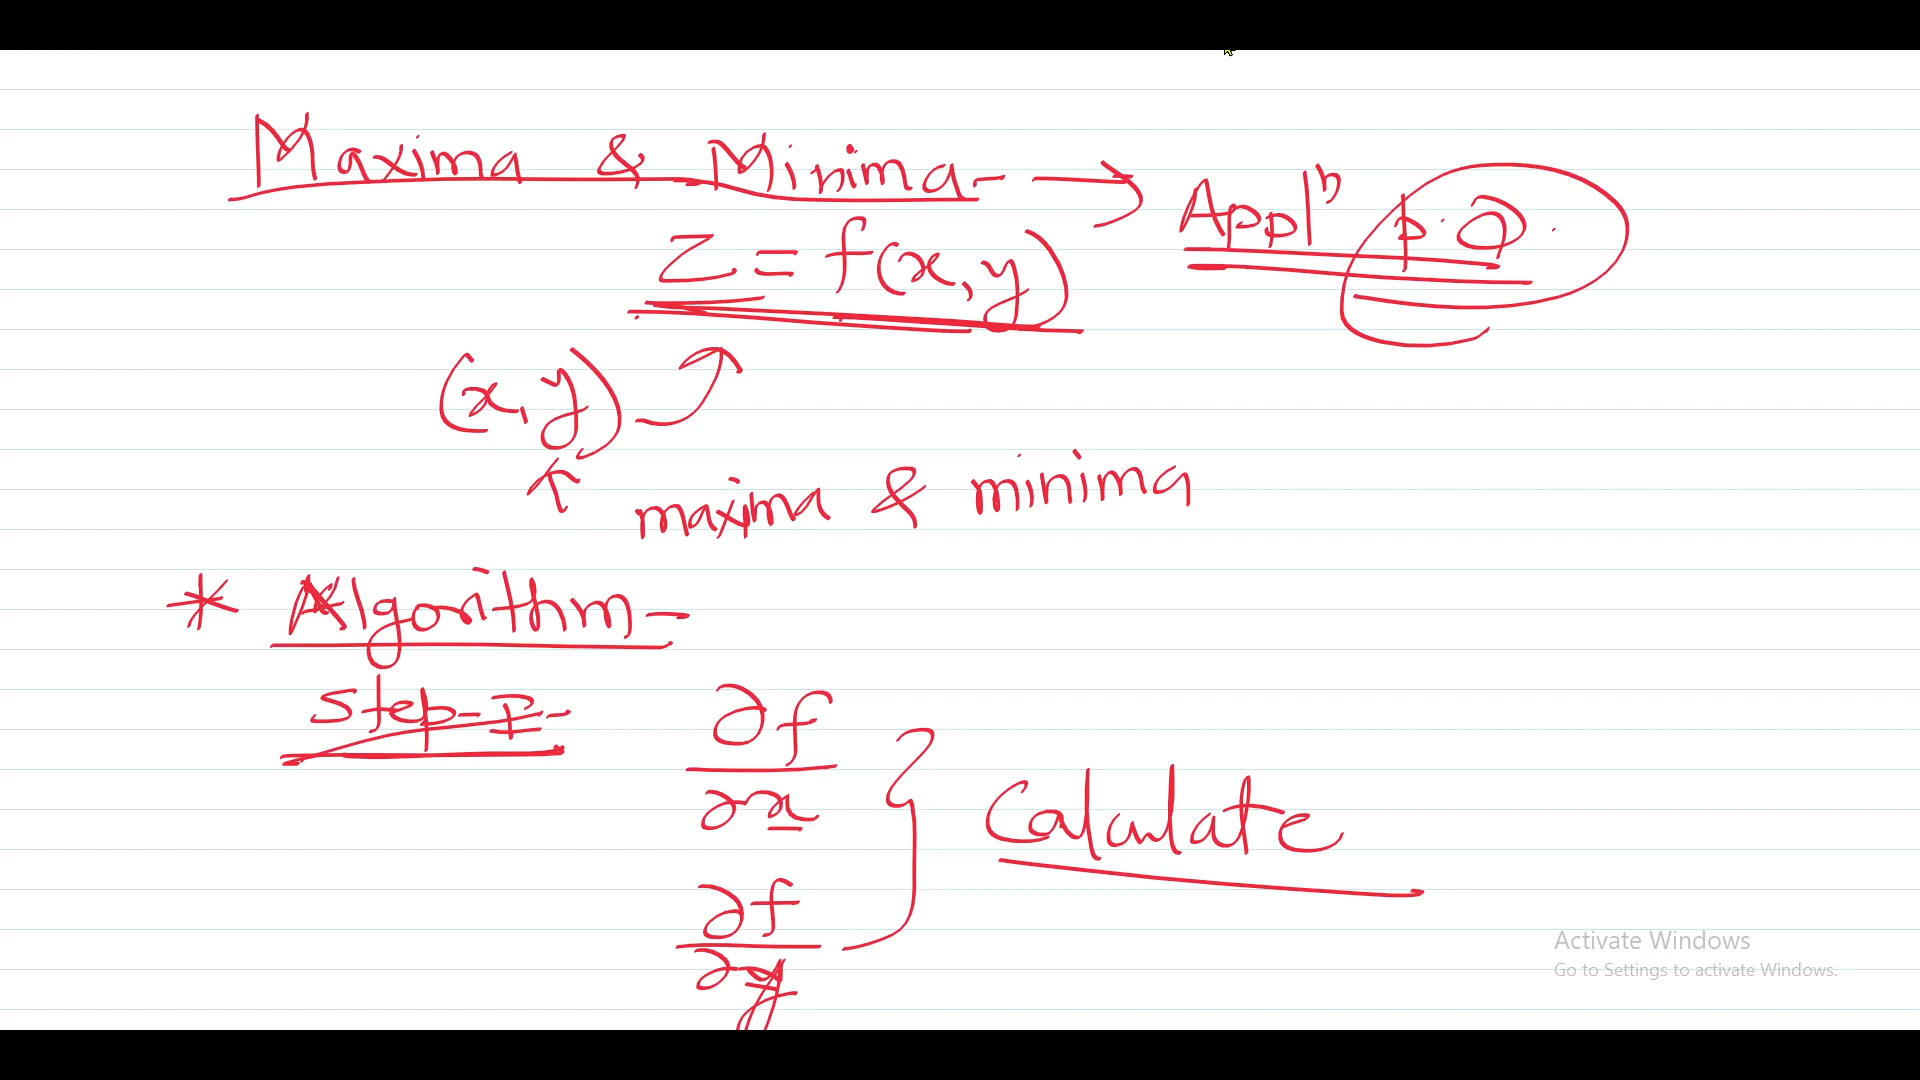 Maxima & Minima - → Appl^n p.D.
z = f(x,y)
(x,y)
maxima & minima
* Algorithm -
Step-I-
∂f/∂x
Calculate
∂f/∂y
Activate Windows
Go to Settings to activate Windows.